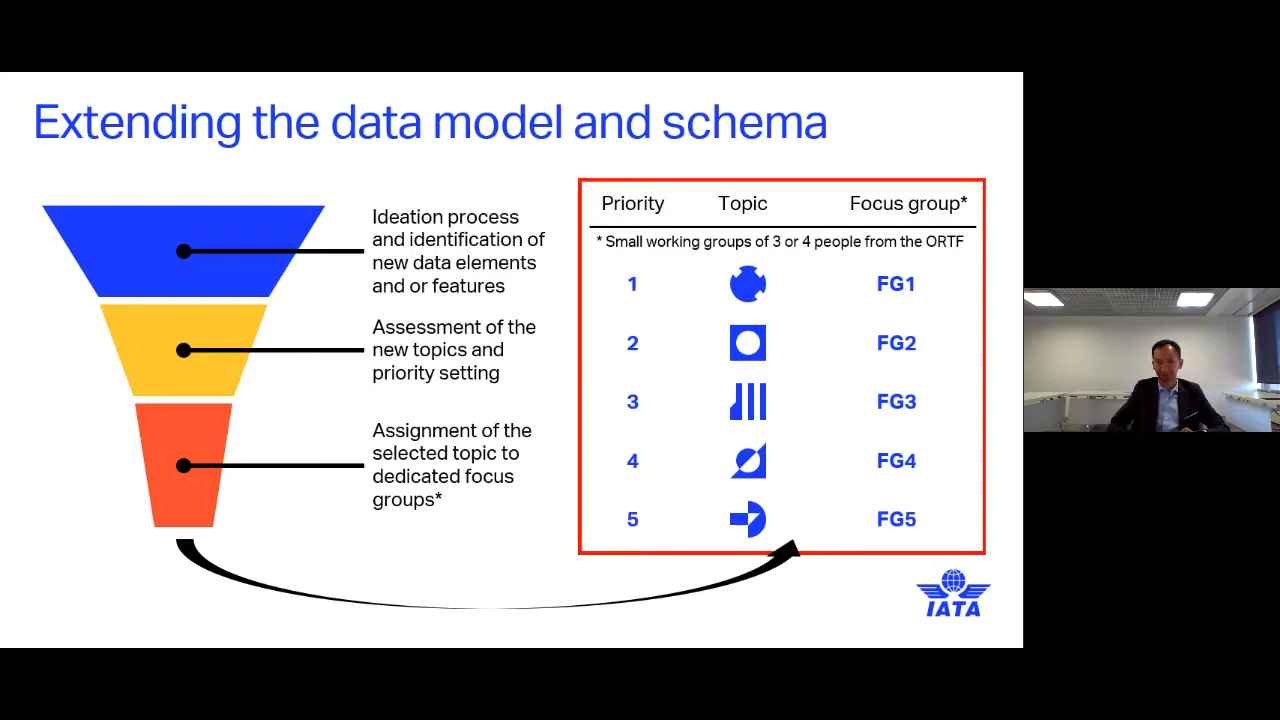 Extending the data model and schema
Ideation process
and identification of
new data elements
and or features
Assessment of the
new topics and
priority setting
Assignment of the
selected topic to
dedicated focus
groups*
Priority Topic Focus group*
* Small working groups of 3 or 4 people from the ORTF
1 FG1
2 FG2
3 FG3
4 FG4
5 FG5
IATA